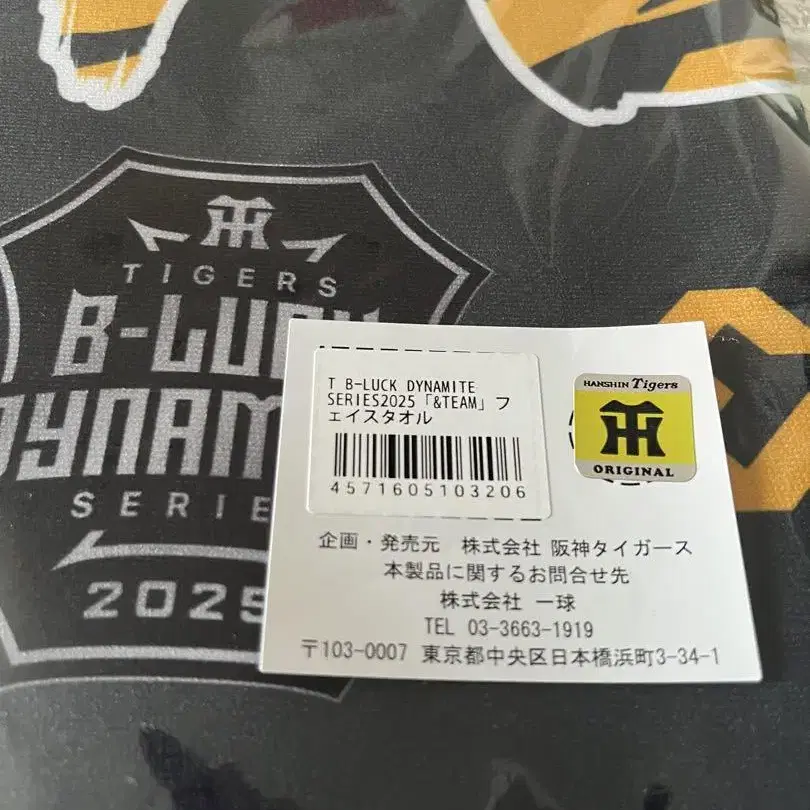 TIGERS
B-LUCK
DYNAM
SERIE
2025
T B-LUCK DYNAMITE
SERIES2025「&TEAM」フ
ェイスタオル
4571605103206
HANSHIN Tigers
ORIGINAL
企画・発売元 株式会社 阪神タイガース
本製品に関するお問合せ先
株式会社 一球
TEL 03-3663-1919
〒103-0007 東京都中央区日本橋浜町3-34-1